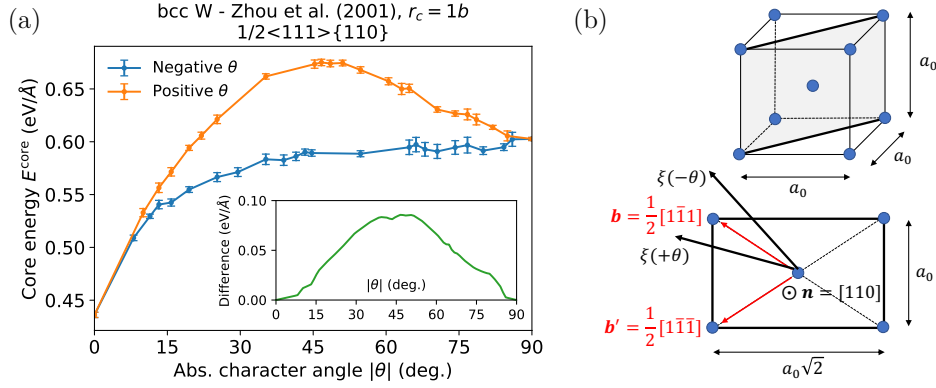 (a)
bcc W - Zhou et al. (2001), r_c = 1b
1/2<111>{110}
Core energy E^core (eV/Å)
0.65
0.60
0.55
0.50
0.45
Negative θ
Positive θ
Difference (eV/Å)
0.10
0.05
0.00
|θ| (deg.)
0 15 30 45 60 75 90
0 15 30 45 60 75 90
Abs. character angle |θ| (deg.)
(b)
a_0
a_0
a_0
ξ(−θ)
b = 1/2[11̄1]
ξ(+θ)
⊙ n = [110]
a_0
b′ = 1/2[11̄1̄]
a_0√2